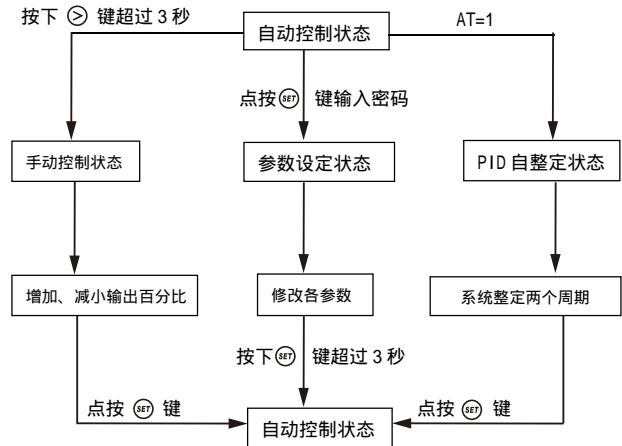 按下 > 键超过 3 秒
自动控制状态
AT=1
点按 SET 键输入密码
手动控制状态
参数设定状态
PID 自整定状态
增加、减小输出百分比
修改各参数
系统整定两个周期
按下 SET 键超过 3 秒
点按 SET 键
点按 SET 键
自动控制状态